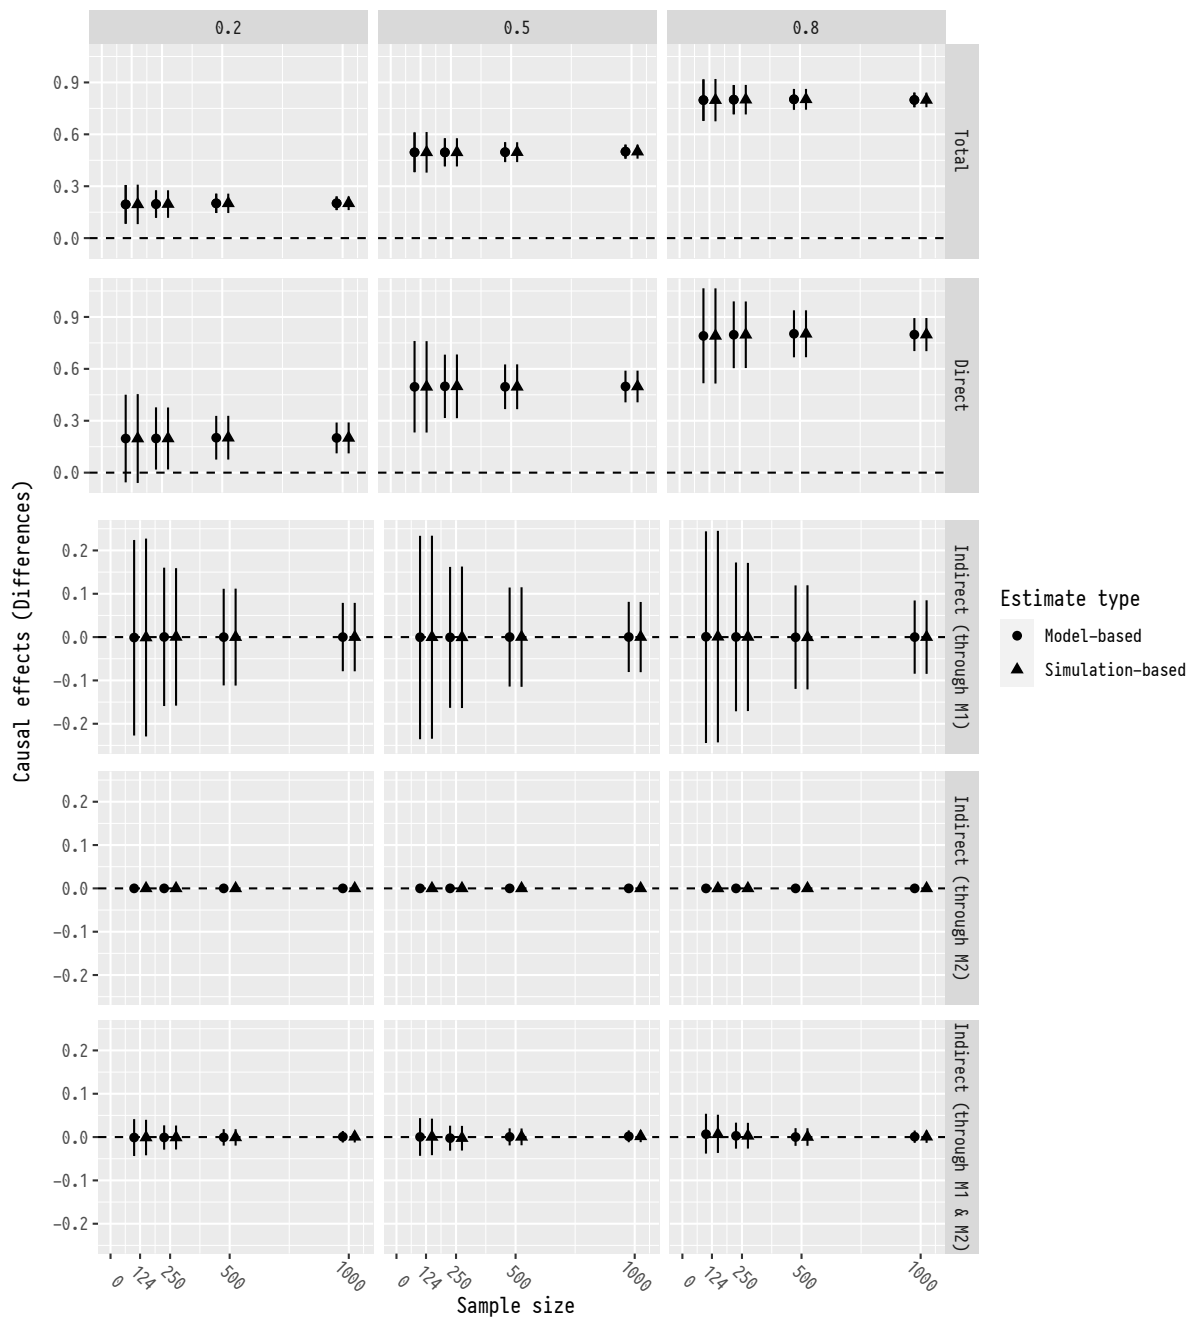 0.2 0.5 0.8
0.9
0.6
0.3
0.0
Total
0.9
0.6
0.3
0.0
Direct
Causal effects (Differences)
0.2
0.1
0.0
−0.1
−0.2
Indirect (through M1)
Estimate type
Model−based
Simulation−based
0.2
0.1
0.0
−0.1
−0.2
Indirect (through M2)
0.2
0.1
0.0
−0.1
−0.2
Indirect (through M1 & M2)
0 124 250 500 1000 0 124 250 500 1000 0 124 250 500 1000
Sample size